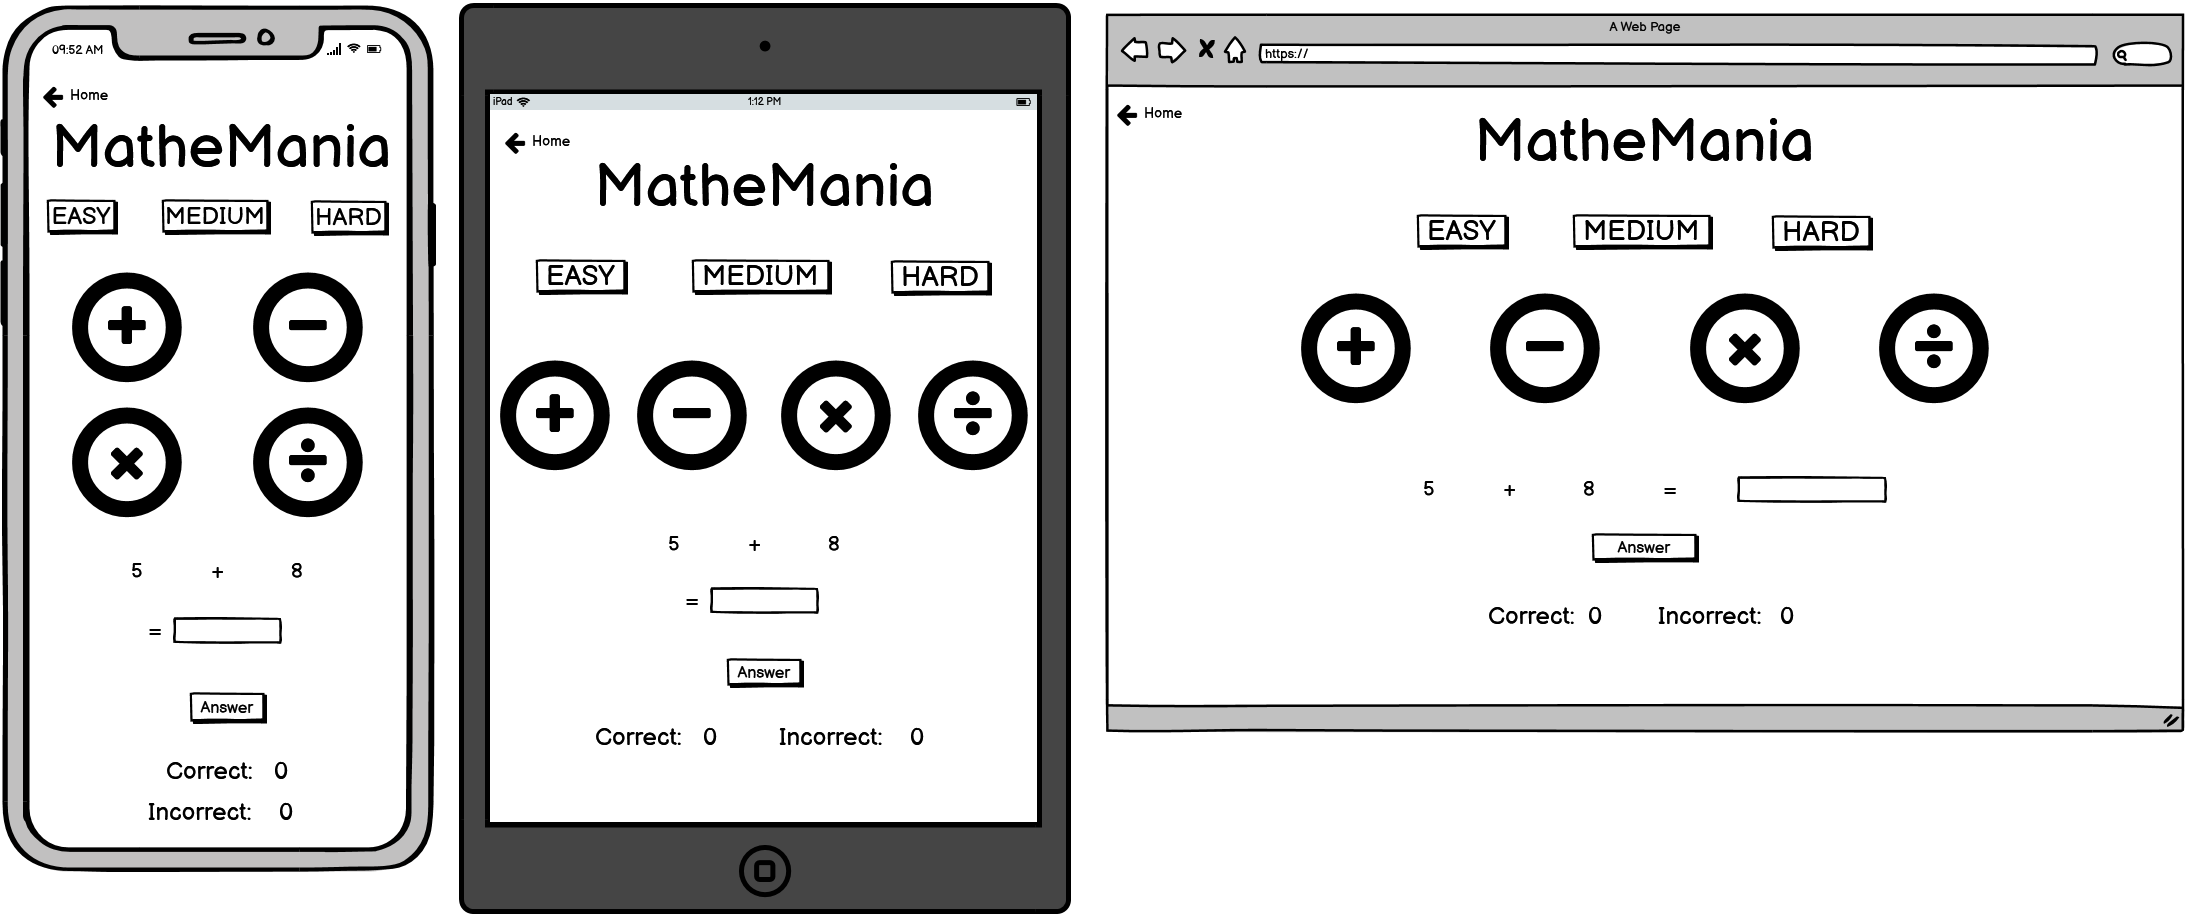 09:52 AM
Home
MatheMania
EASY MEDIUM HARD
+ −
× ÷
5 + 8
=
Answer
Correct: 0
Incorrect: 0
iPad 1:12 PM
Home
MatheMania
EASY MEDIUM HARD
+ − × ÷
5 + 8
=
Answer
Correct: 0 Incorrect: 0
A Web Page
https://
Home
MatheMania
EASY MEDIUM HARD
+ − × ÷
5 + 8 =
Answer
Correct: 0 Incorrect: 0